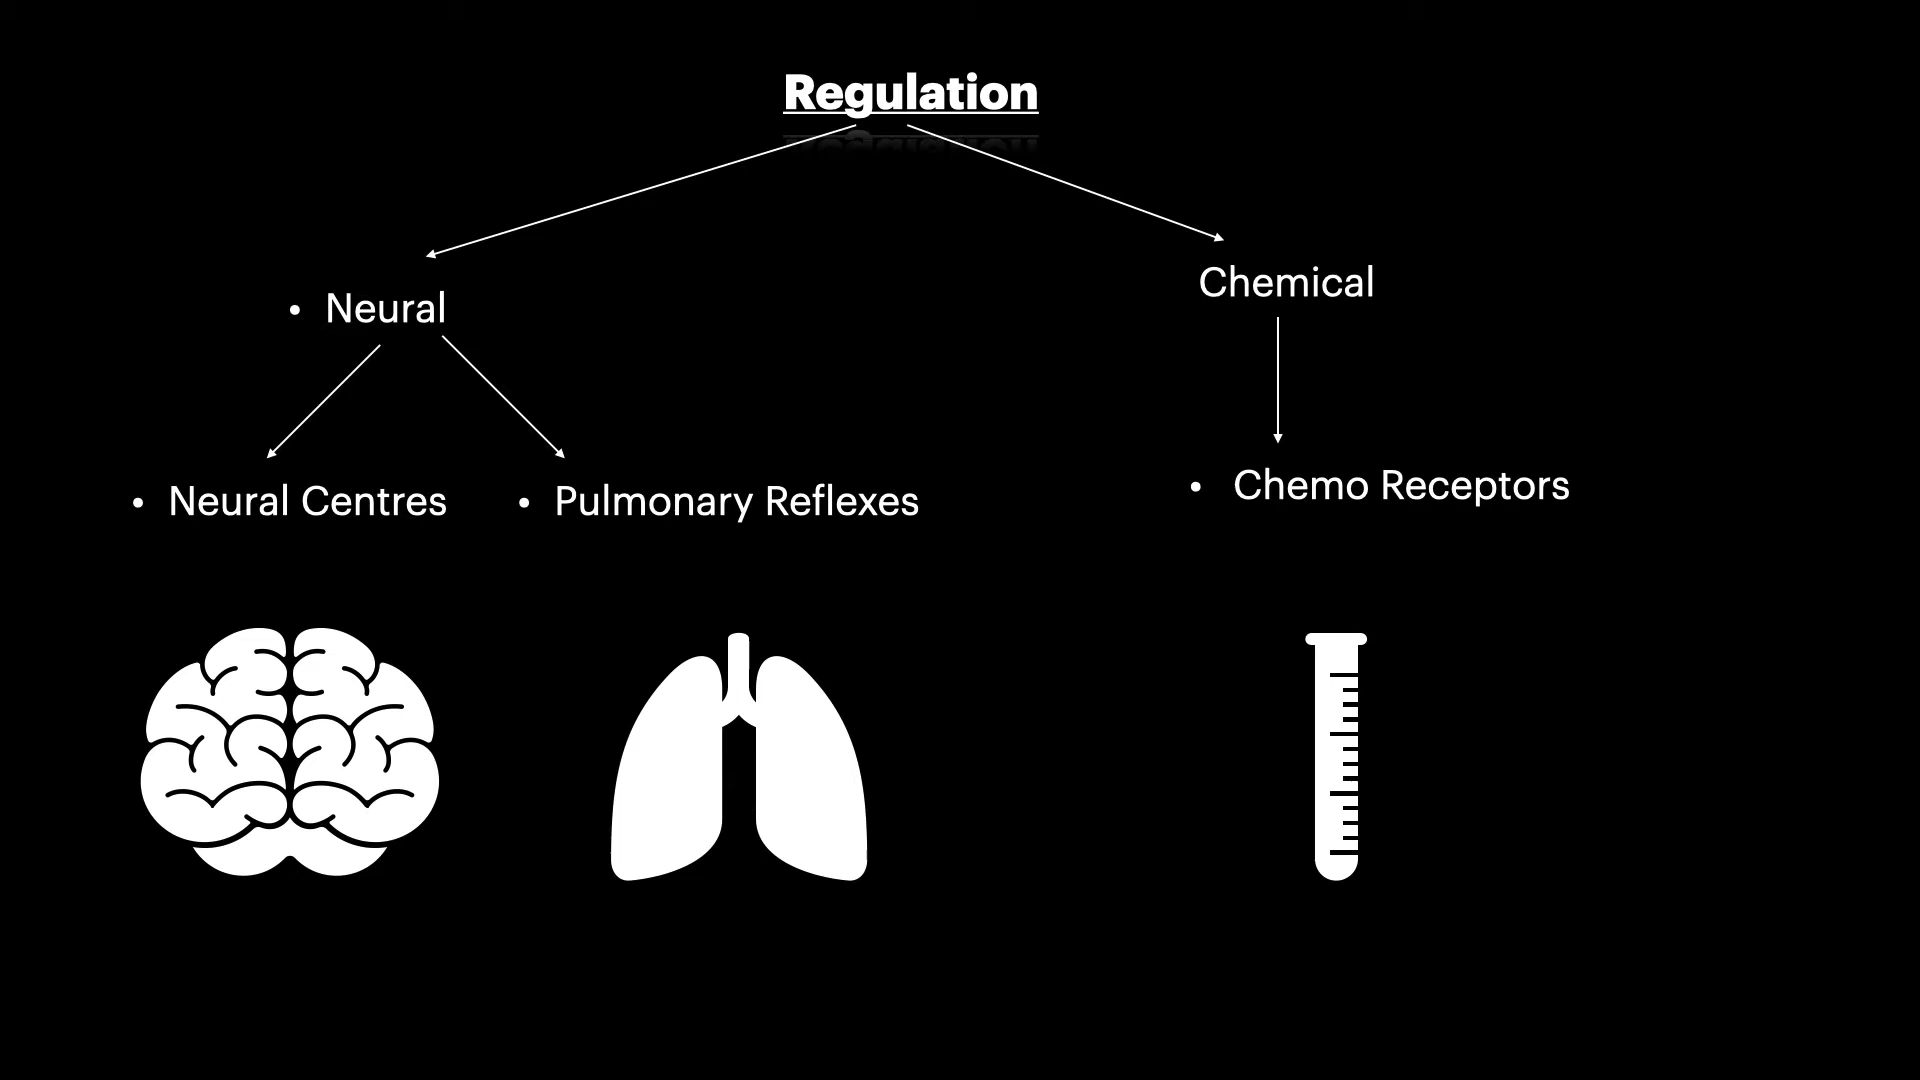 Regulation
• Neural
Chemical
• Neural Centres
• Pulmonary Reflexes
• Chemo Receptors